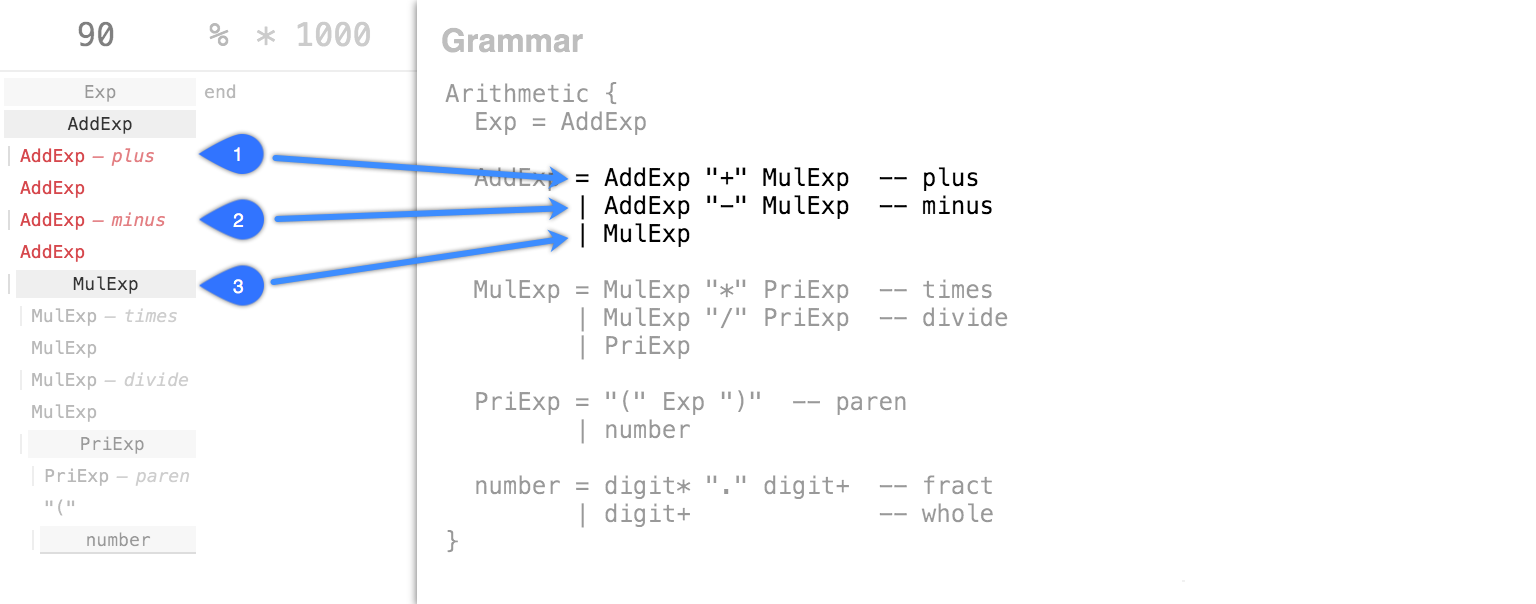 90 % * 1000
Exp end
AddExp
AddExp — plus
1
AddExp
AddExp — minus
2
AddExp
MulExp
3
MulExp — times
MulExp
MulExp — divide
MulExp
PriExp
PriExp — paren
"("
number
Grammar
Arithmetic {
Exp = AddExp
AddExp = AddExp "+" MulExp -- plus
| AddExp "-" MulExp -- minus
| MulExp
MulExp = MulExp "*" PriExp -- times
| MulExp "/" PriExp -- divide
| PriExp
PriExp = "(" Exp ")" -- paren
| number
number = digit* "." digit+ -- fract
| digit+ -- whole
}